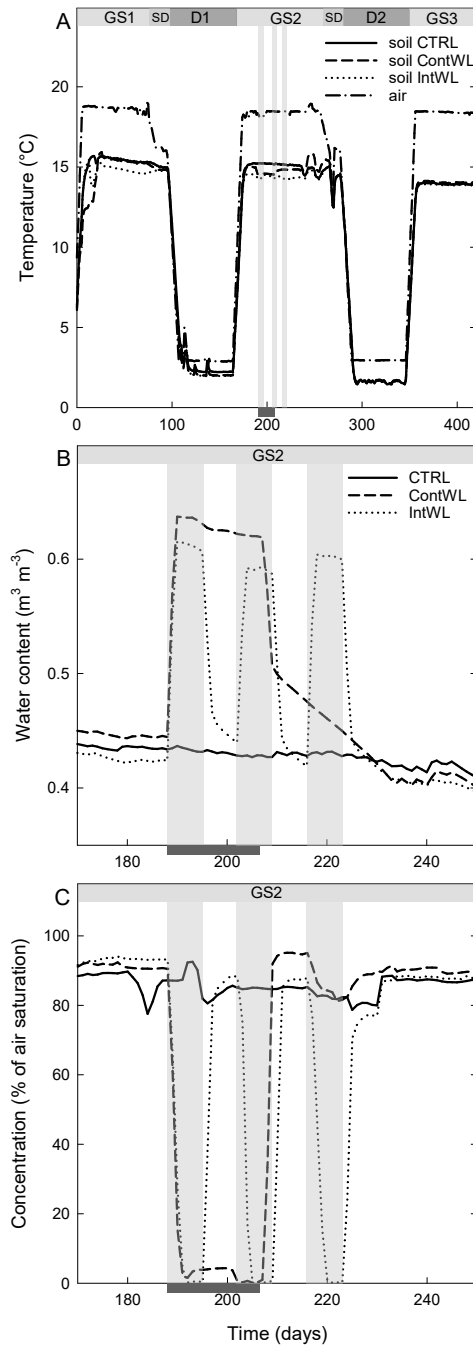 A
GS1 SD D1 GS2 SD D2 GS3
soil CTRL
soil ContWL
soil IntWL
air
Temperature (°C)
20
15
10
5
0
0 100 200 300 400
B
GS2
CTRL
ContWL
IntWL
Water content (m³ m⁻³)
0.6
0.5
0.4
180 200 220 240
C
GS2
Concentration (% of air saturation)
100
80
60
40
20
0
180 200 220 240
Time (days)